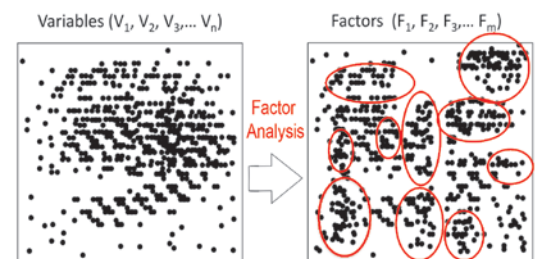 Variables (V₁, V₂, V₃,... Vₙ)
Factors (F₁, F₂, F₃,... Fₘ)
Factor
Analysis